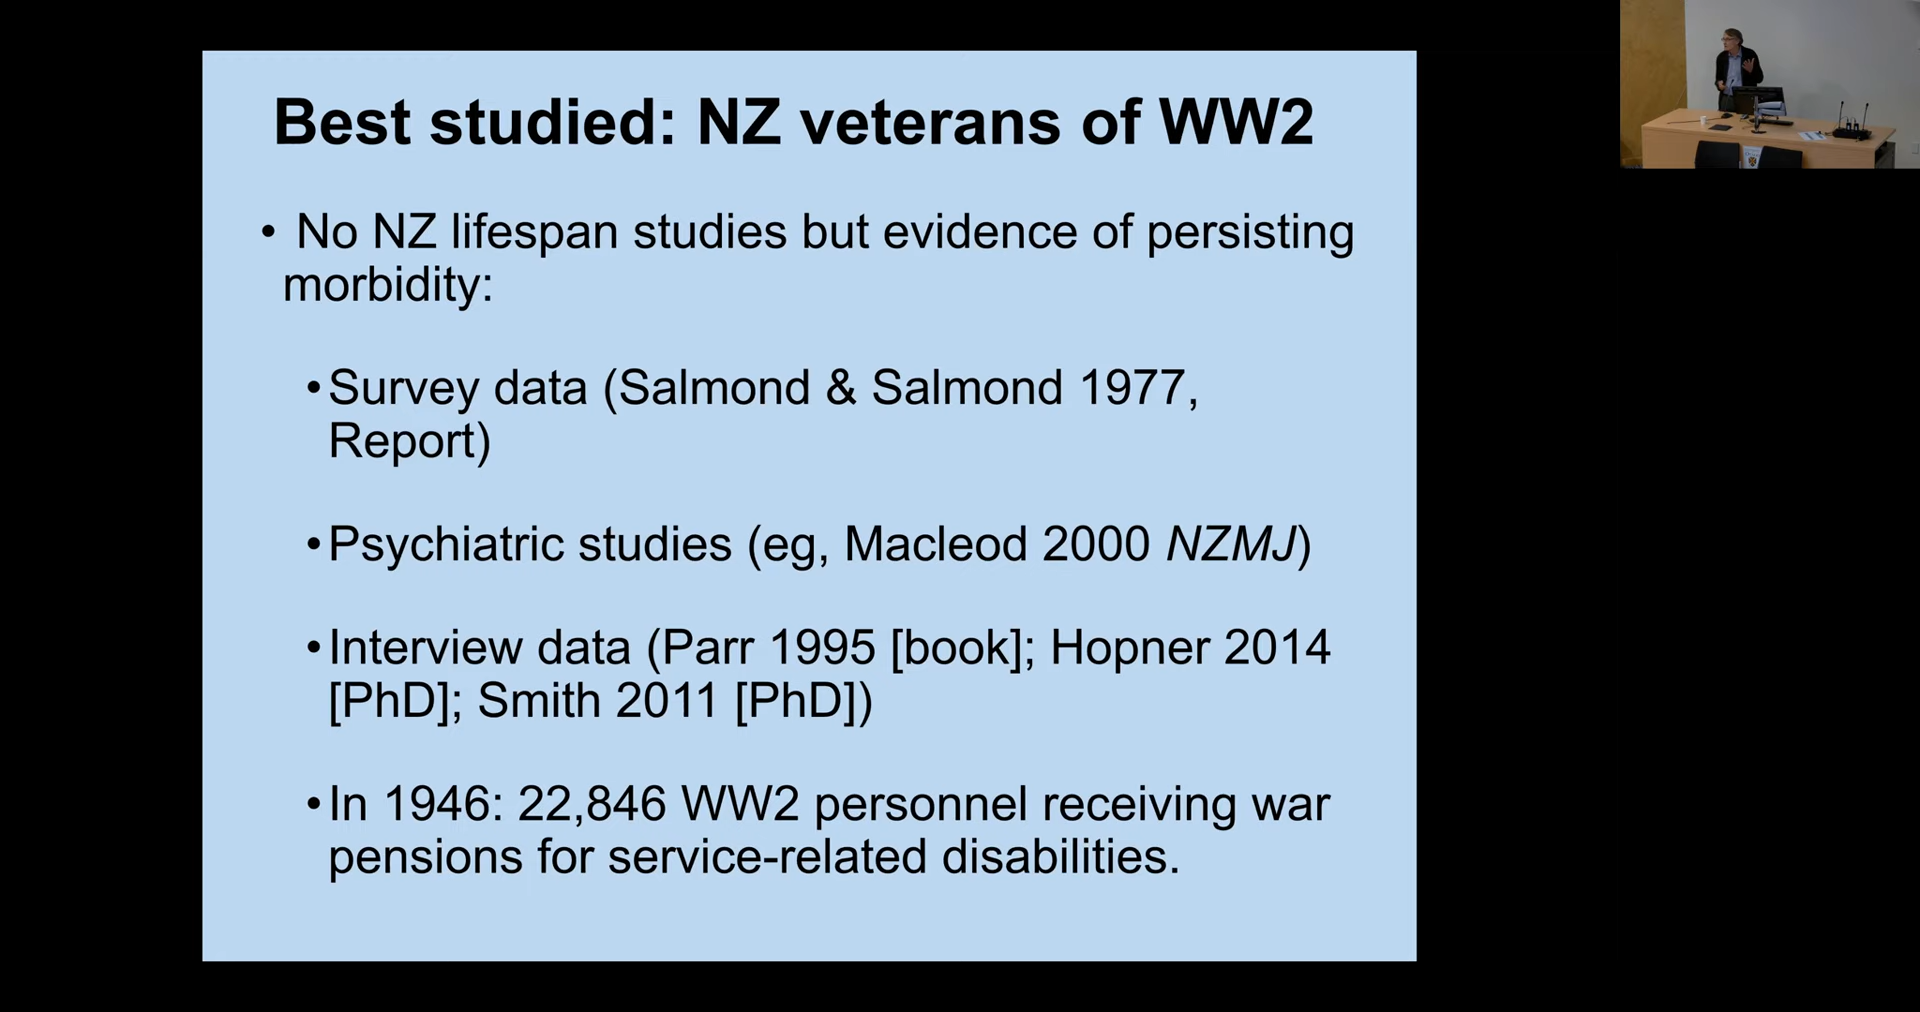 Best studied: NZ veterans of WW2
• No NZ lifespan studies but evidence of persisting
morbidity:
•Survey data (Salmond & Salmond 1977,
Report)
•Psychiatric studies (eg, Macleod 2000 NZMJ)
•Interview data (Parr 1995 [book]; Hopner 2014
[PhD]; Smith 2011 [PhD])
•In 1946: 22,846 WW2 personnel receiving war
pensions for service-related disabilities.